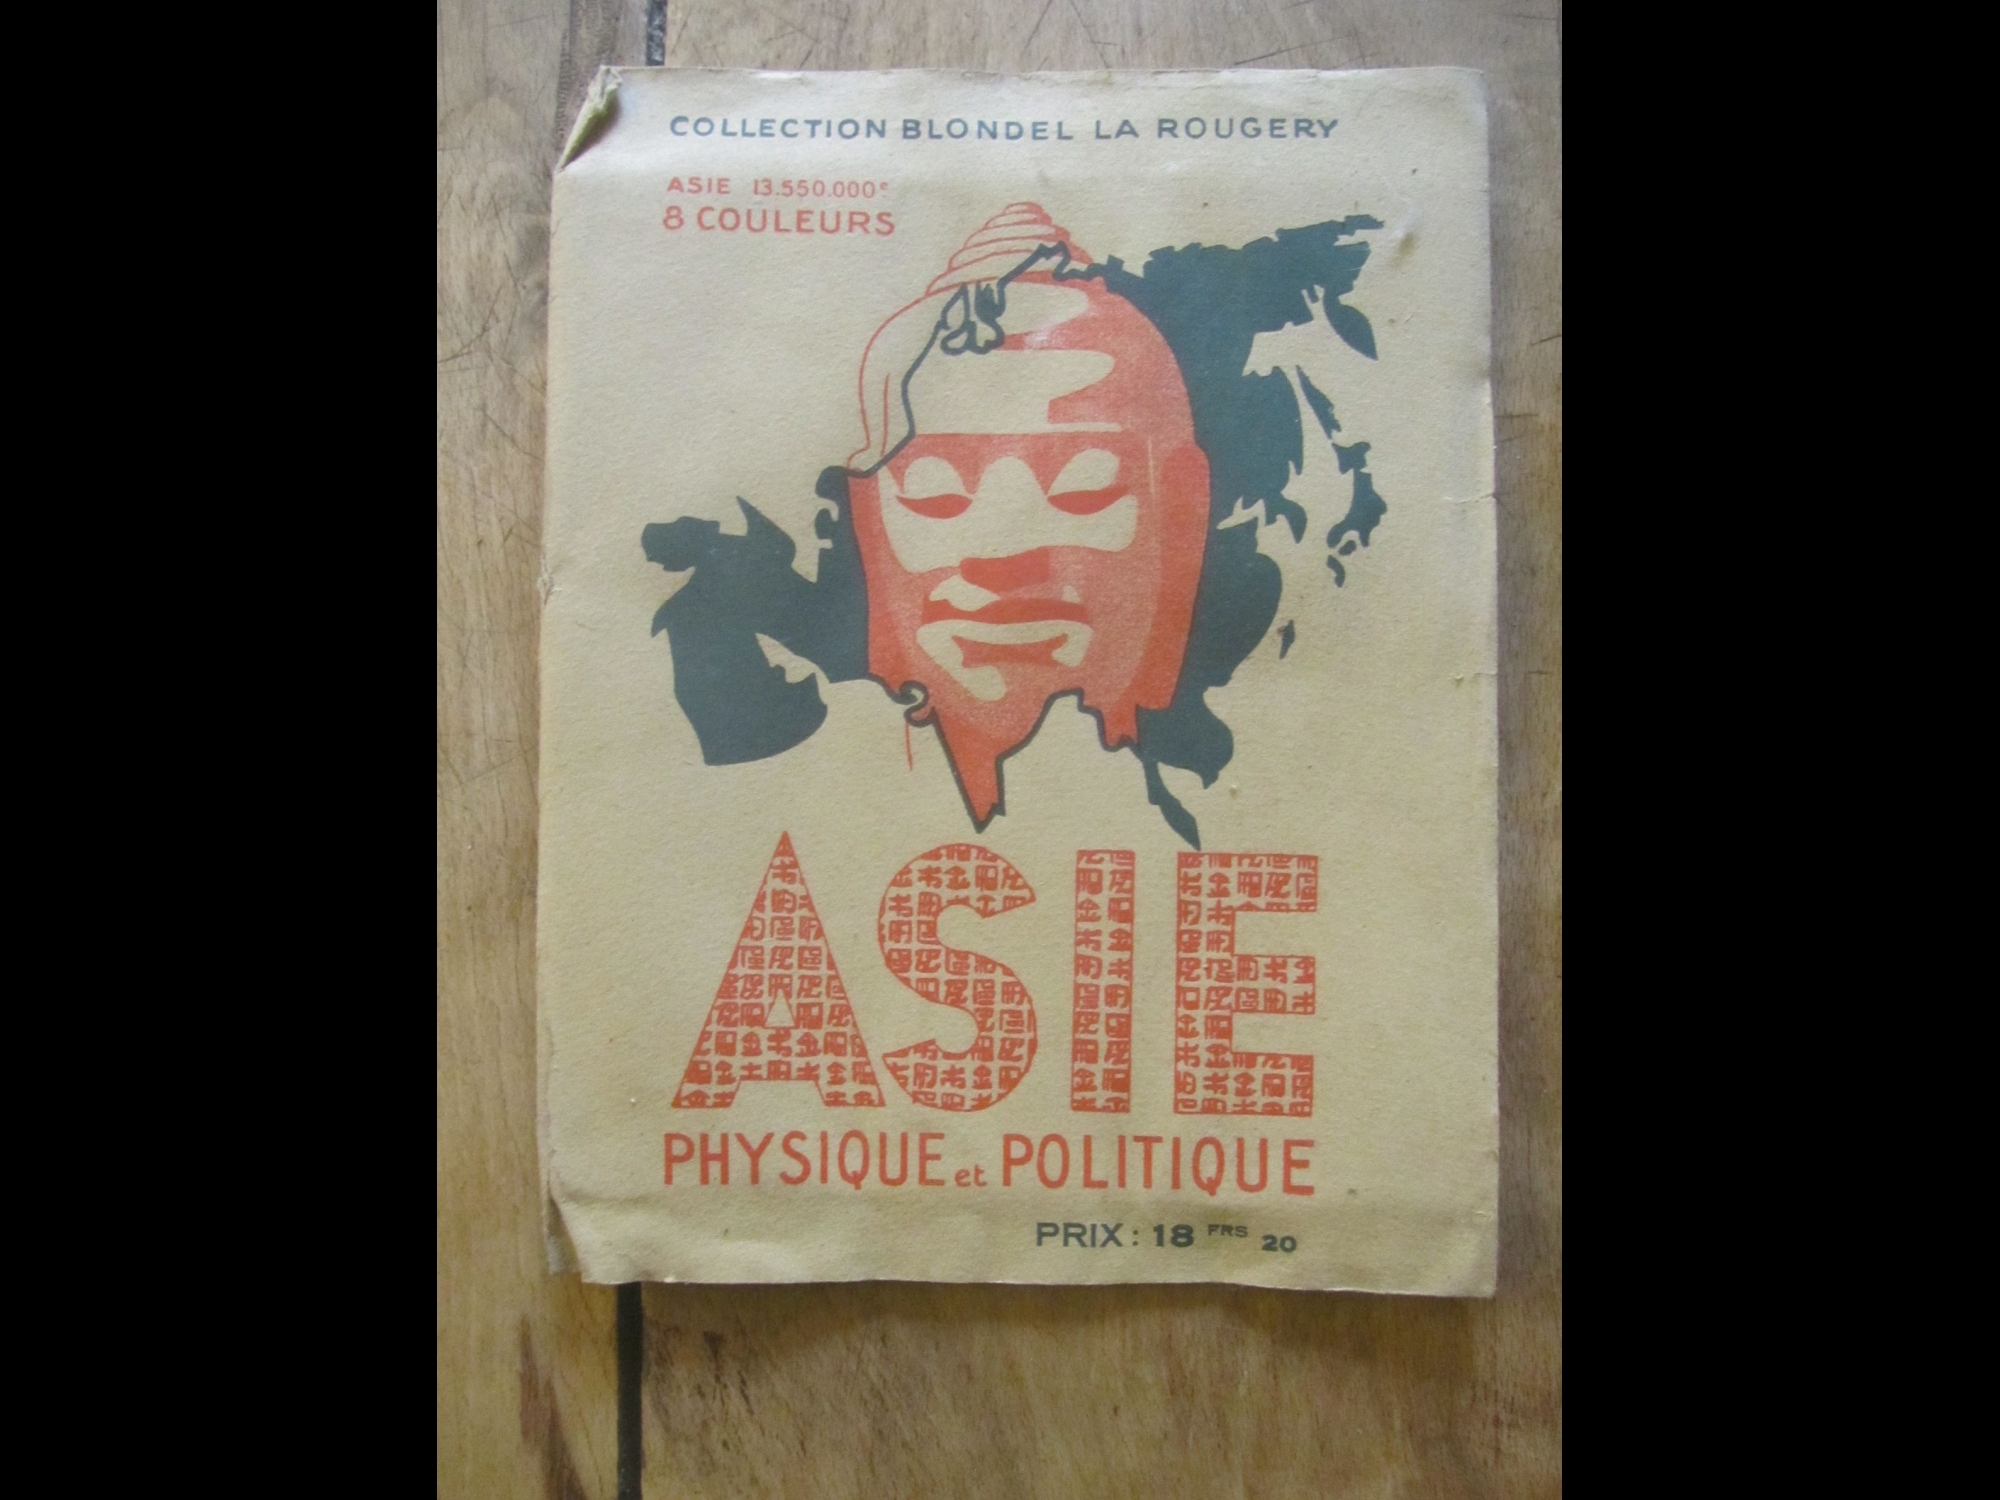 COLLECTION BLONDEL LA ROUGERY
ASIE 13.550.000e
8 COULEURS
ASIE
PHYSIQUE et POLITIQUE
PRIX : 18 FRS 20